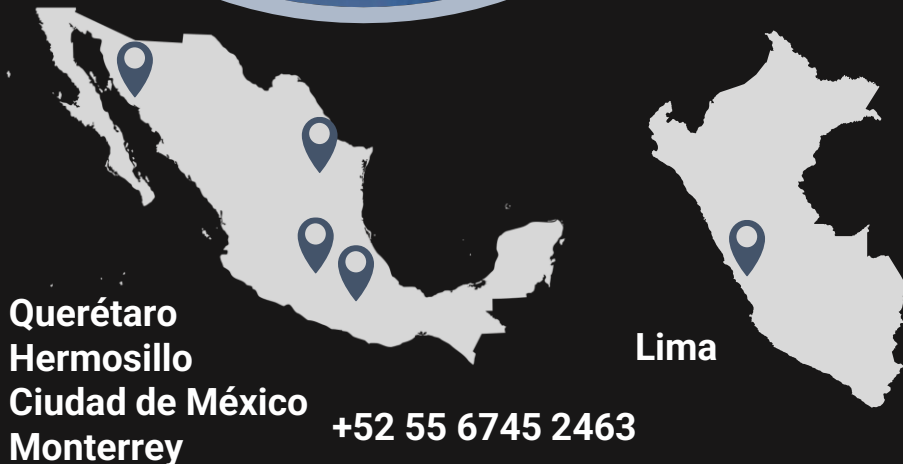 Querétaro
Hermosillo
Ciudad de México
Monterrey
Lima
+52 55 6745 2463